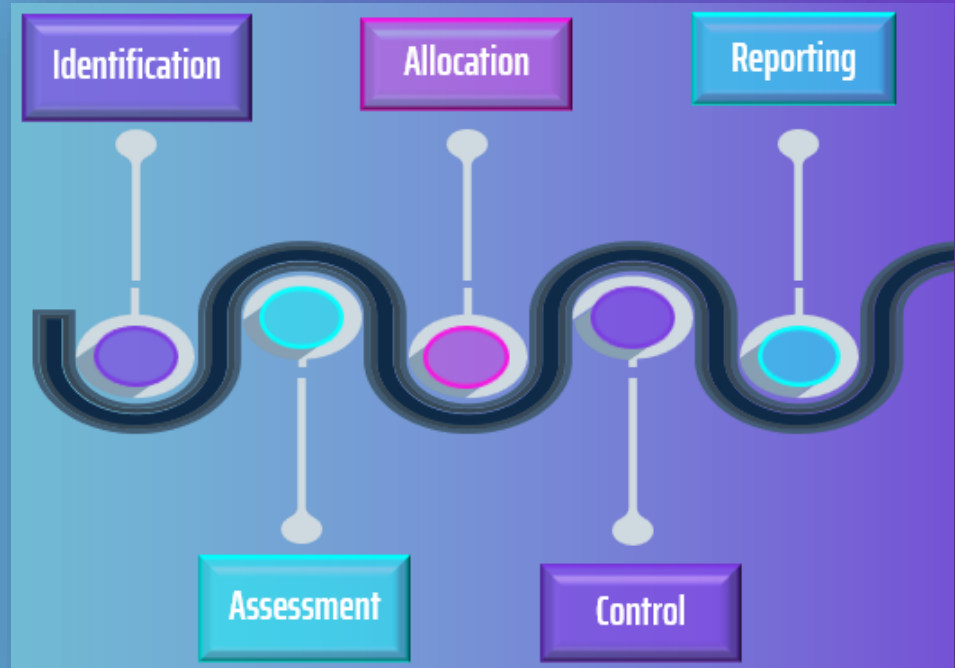 Identification
Assessment
Allocation
Control
Reporting